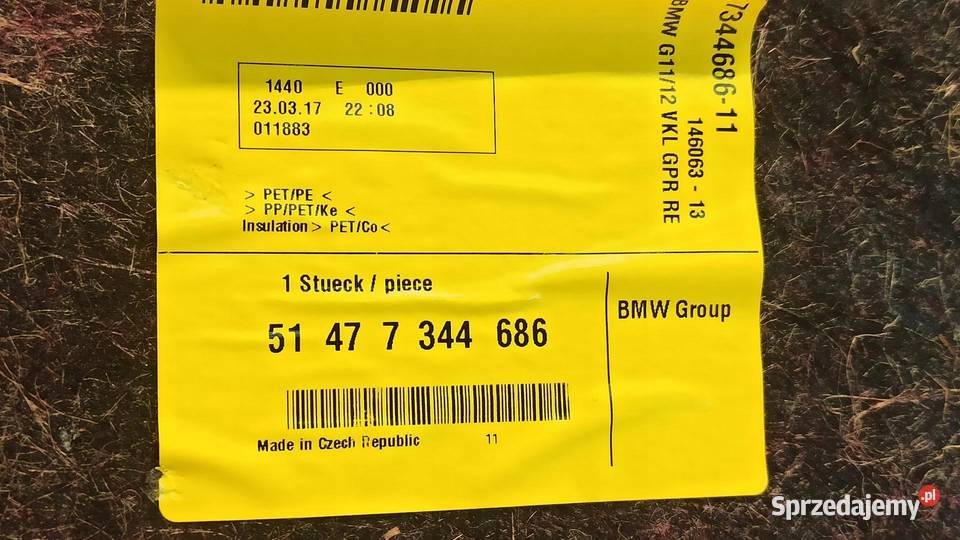 1440 E 000
23.03.17 22:08
011883
> PET/PE <
> PP/PET/Ke <
Insulation > PET/Co <
7344686-11
146063 - 13
BMW G11/12 VKL GPR RE
1 Stueck / piece
51 47 7 344 686
BMW Group
Made in Czech Republic 11
Sprzedajemy.pl